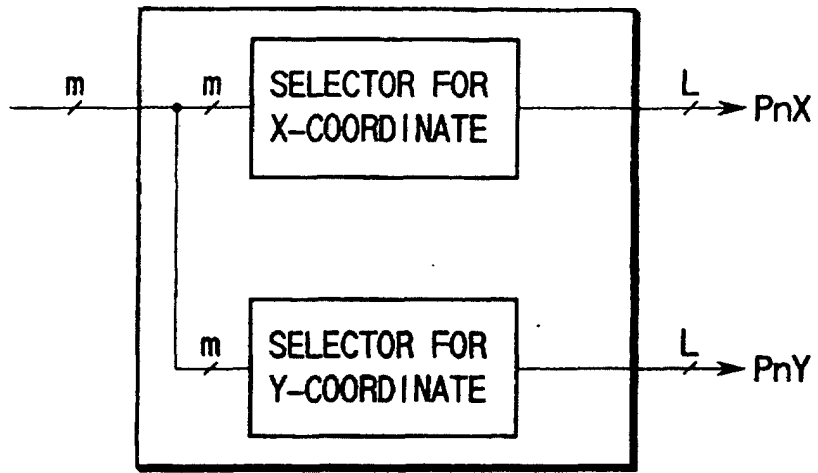 m
m
SELECTOR FOR
X-COORDINATE
L
PnX
m
SELECTOR FOR
Y-COORDINATE
L
PnY